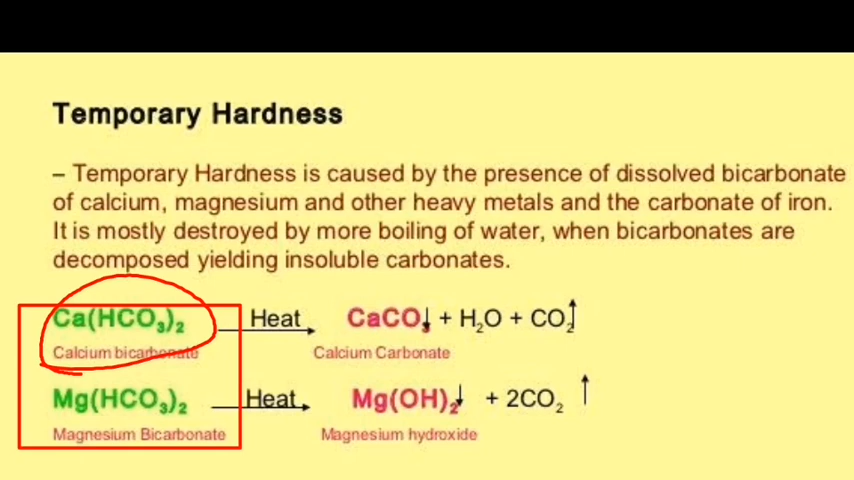 Temporary Hardness
– Temporary Hardness is caused by the presence of dissolved bicarbonate
of calcium, magnesium and other heavy metals and the carbonate of iron.
It is mostly destroyed by more boiling of water, when bicarbonates are
decomposed yielding insoluble carbonates.
Ca(HCO₃)₂ Heat → CaCO₃↓ + H₂O + CO₂↑
Calcium bicarbonate Calcium Carbonate
Mg(HCO₃)₂ Heat → Mg(OH)₂↓ + 2CO₂ ↑
Magnesium Bicarbonate Magnesium hydroxide